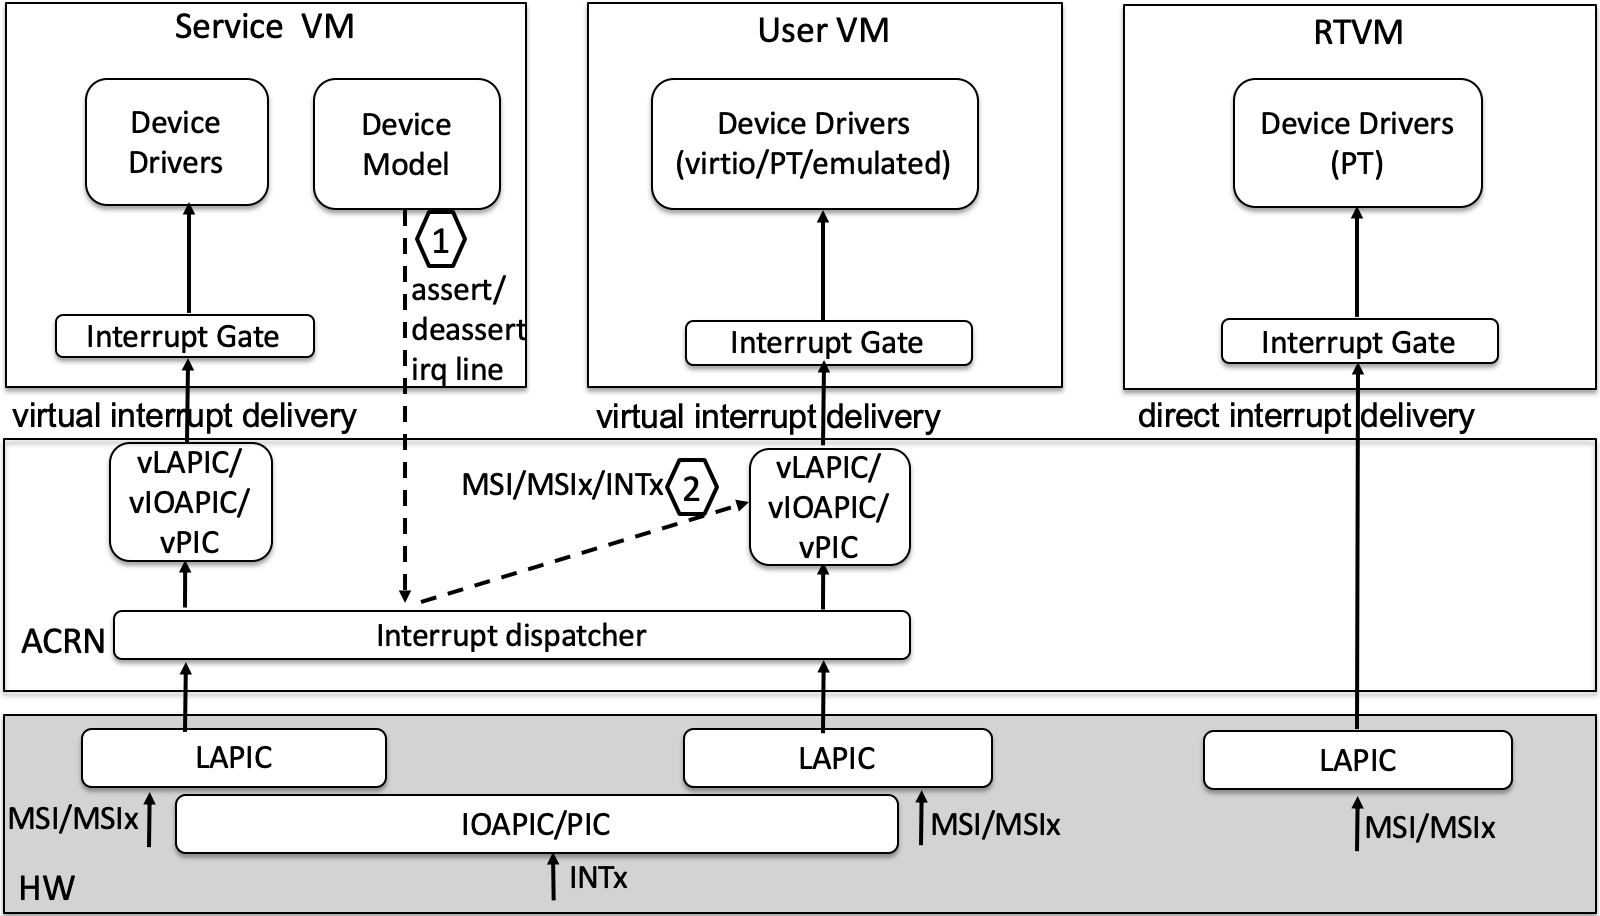 Service  VM
Device
Drivers
Device
Model
1
assert/
deassert
irq line
Interrupt Gate
User VM
Device Drivers
(virtio/PT/emulated)
Interrupt Gate
RTVM
Device Drivers
(PT)
Interrupt Gate
virtual interrupt delivery
virtual interrupt delivery
direct interrupt delivery
vLAPIC/
vIOAPIC/
vPIC
MSI/MSIx/INTx
2
vLAPIC/
vIOAPIC/
vPIC
ACRN
Interrupt dispatcher
LAPIC
LAPIC
LAPIC
MSI/MSIx
IOAPIC/PIC
MSI/MSIx
MSI/MSIx
INTx
HW